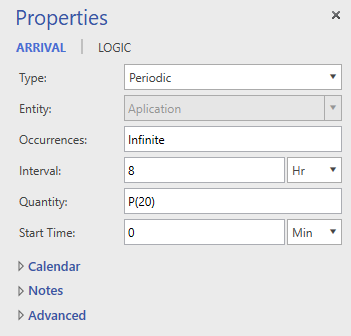 Properties
ARRIVAL | LOGIC
Type: Periodic
Entity: Aplication
Occurrences: Infinite
Interval: 8 Hr
Quantity: P(20)
Start Time: 0 Min
Calendar
Notes
Advanced